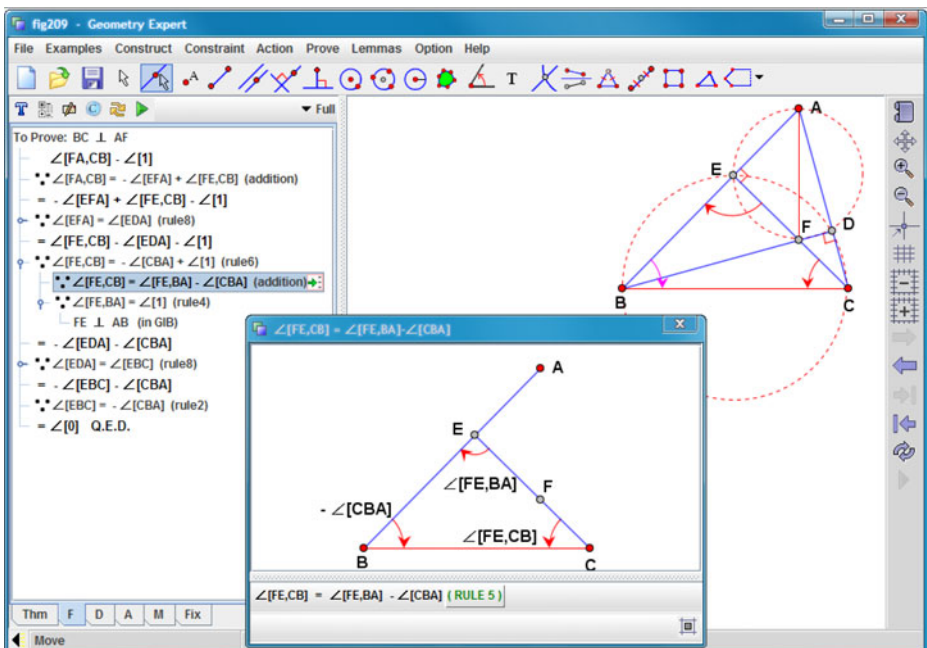 fig209 - Geometry Expert
File Examples Construct Constraint Action Prove Lemmas Option Help
A T
T C Full
To Prove: BC ⊥ AF
∠[FA,CB] - ∠[1]
∵∠[FA,CB] = - ∠[EFA] + ∠[FE,CB] (addition)
= - ∠[EFA] + ∠[FE,CB] - ∠[1]
∵∠[EFA] = ∠[EDA] (rule8)
= ∠[FE,CB] - ∠[EDA] - ∠[1]
∵∠[FE,CB] = - ∠[CBA] + ∠[1] (rule6)
∵∠[FE,CB] = ∠[FE,BA] - ∠[CBA] (addition)
∵∠[FE,BA] = ∠[1] (rule4)
FE ⊥ AB (in GIB)
= - ∠[EDA] - ∠[CBA]
∵∠[EDA] = ∠[EBC] (rule8)
= - ∠[EBC] - ∠[CBA]
∵∠[EBC] = - ∠[CBA] (rule2)
= ∠[0] Q.E.D.
A
E
F D
B C
∠[FE,CB] = ∠[FE,BA]-∠[CBA]
A
E
∠[FE,BA] F
- ∠[CBA]
∠[FE,CB]
B C
∠[FE,CB] = ∠[FE,BA] - ∠[CBA] ( RULE 5 )
Thm F D A M Fix
Move